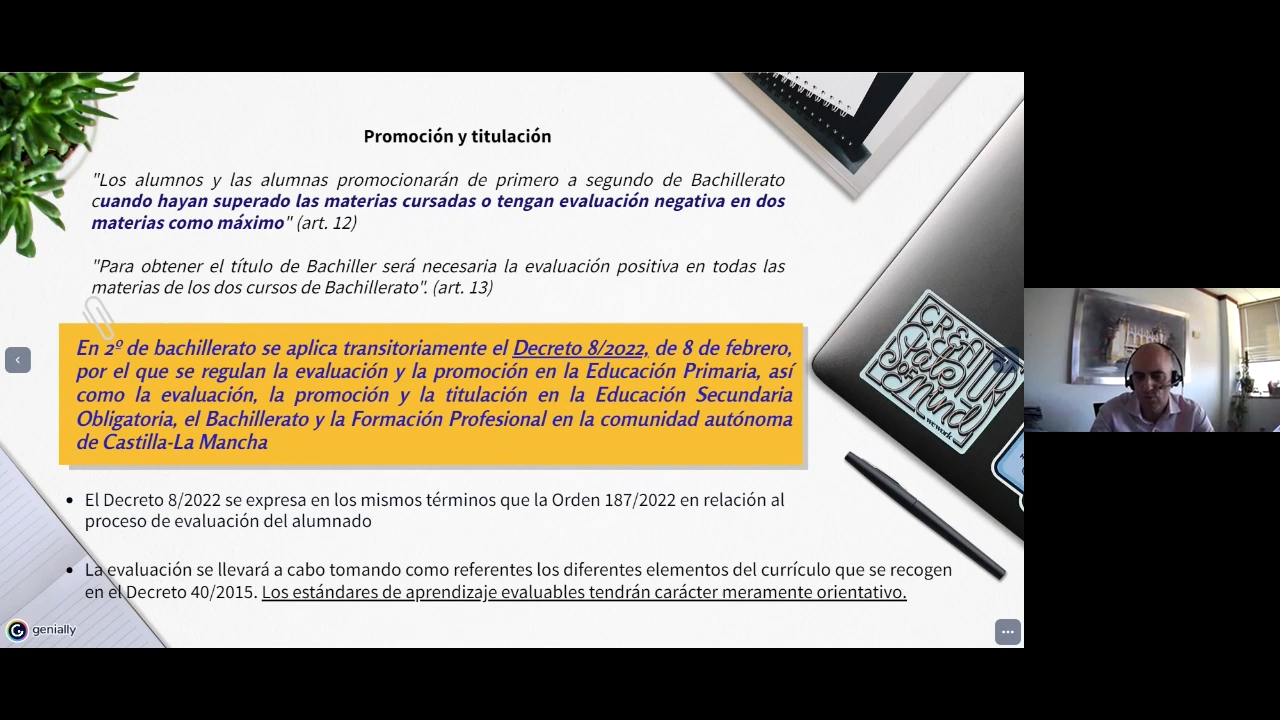 Promoción y titulación
"Los alumnos y las alumnas promocionarán de primero a segundo de Bachillerato
cuando hayan superado las materias cursadas o tengan evaluación negativa en dos
materias como máximo" (art. 12)
"Para obtener el título de Bachiller será necesaria la evaluación positiva en todas las
materias de los dos cursos de Bachillerato". (art. 13)
En 2º de bachillerato se aplica transitoriamente el Decreto 8/2022, de 8 de febrero,
por el que se regulan la evaluación y la promoción en la Educación Primaria, así
como la evaluación, la promoción y la titulación en la Educación Secundaria
Obligatoria, el Bachillerato y la Formación Profesional en la comunidad autónoma
de Castilla-La Mancha
• El Decreto 8/2022 se expresa en los mismos términos que la Orden 187/2022 en relación al
proceso de evaluación del alumnado
• La evaluación se llevará a cabo tomando como referentes los diferentes elementos del currículo que se recogen
en el Decreto 40/2015. Los estándares de aprendizaje evaluables tendrán carácter meramente orientativo.
CREATOR
State
of
Mind
wework
genially